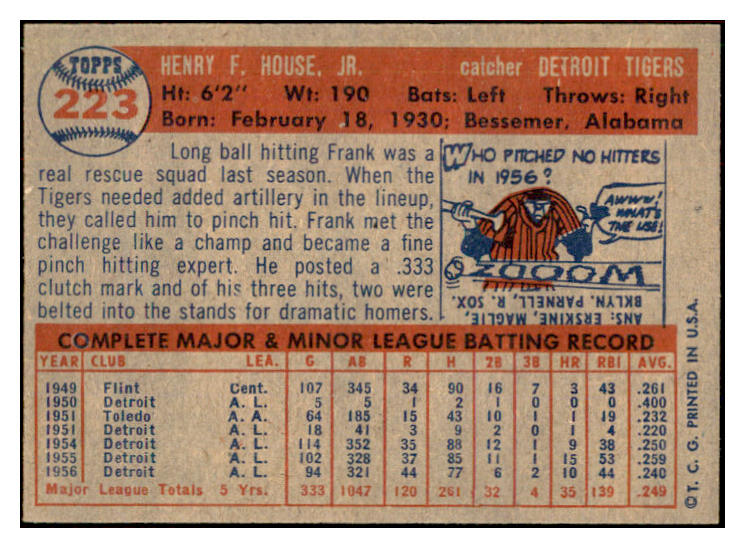 TOPPS
223
HENRY F. HOUSE, JR. catcher DETROIT TIGERS
Ht: 6'2" Wt: 190 Bats: Left Throws: Right
Born: February 18, 1930; Bessemer, Alabama
Long ball hitting Frank was a
real rescue squad last season. When the
Tigers needed added artillery in the lineup,
they called him to pinch hit. Frank met the
challenge like a champ and became a fine
pinch hitting expert. He posted a .333
clutch mark and of his three hits, two were
belted into the stands for dramatic homers.
WHO PITCHED NO HITTERS
IN 1956?
AWWW!
WHAT'S
THE USE!
ZOOOOM
ANS: ERSKINE, MAGLIE,
BKLYN. PARNELL, R. SOX.
COMPLETE MAJOR & MINOR LEAGUE BATTING RECORD
YEAR CLUB LEA. G AB R H 2B 3B HR RBI AVG.
1949 Flint Cent. 107 345 34 90 16 7 3 43 .261
1950 Detroit A. L. 5 5 1 2 1 0 0 0 .400
1951 Toledo A. A. 64 185 15 43 10 1 1 19 .232
1951 Detroit A. L. 18 41 3 9 2 0 1 4 .220
1954 Detroit A. L. 114 352 35 88 12 1 9 38 .250
1955 Detroit A. L. 102 328 37 85 11 1 15 53 .259
1956 Detroit A. L. 94 321 44 77 6 2 10 44 .240
Major League Totals 5 Yrs. 333 1047 120 261 32 4 35 139 .249
©T. C. G. PRINTED IN U.S.A.